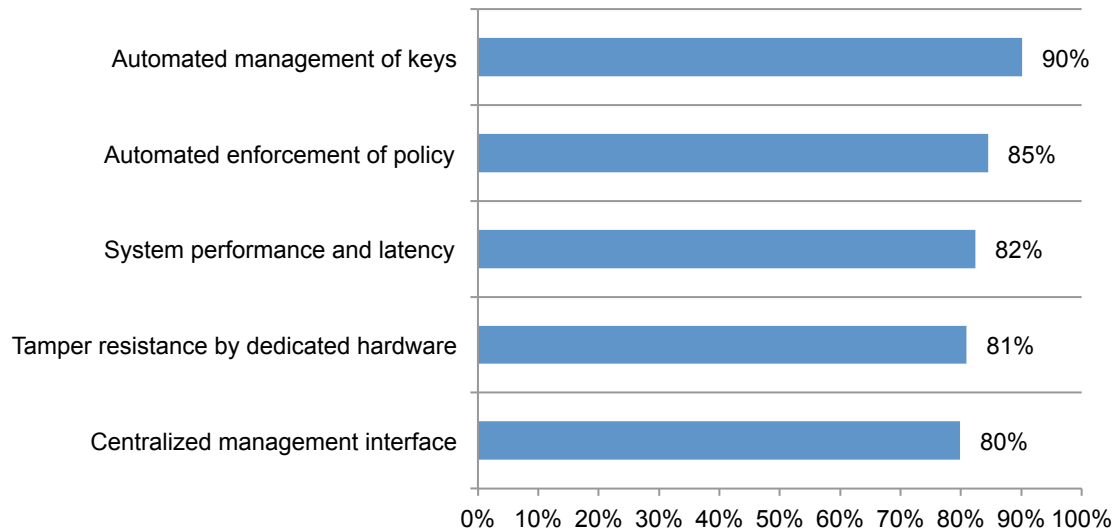 Automated management of keys
90%
Automated enforcement of policy
85%
System performance and latency
82%
Tamper resistance by dedicated hardware
81%
Centralized management interface
80%
0% 10% 20% 30% 40% 50% 60% 70% 80% 90% 100%